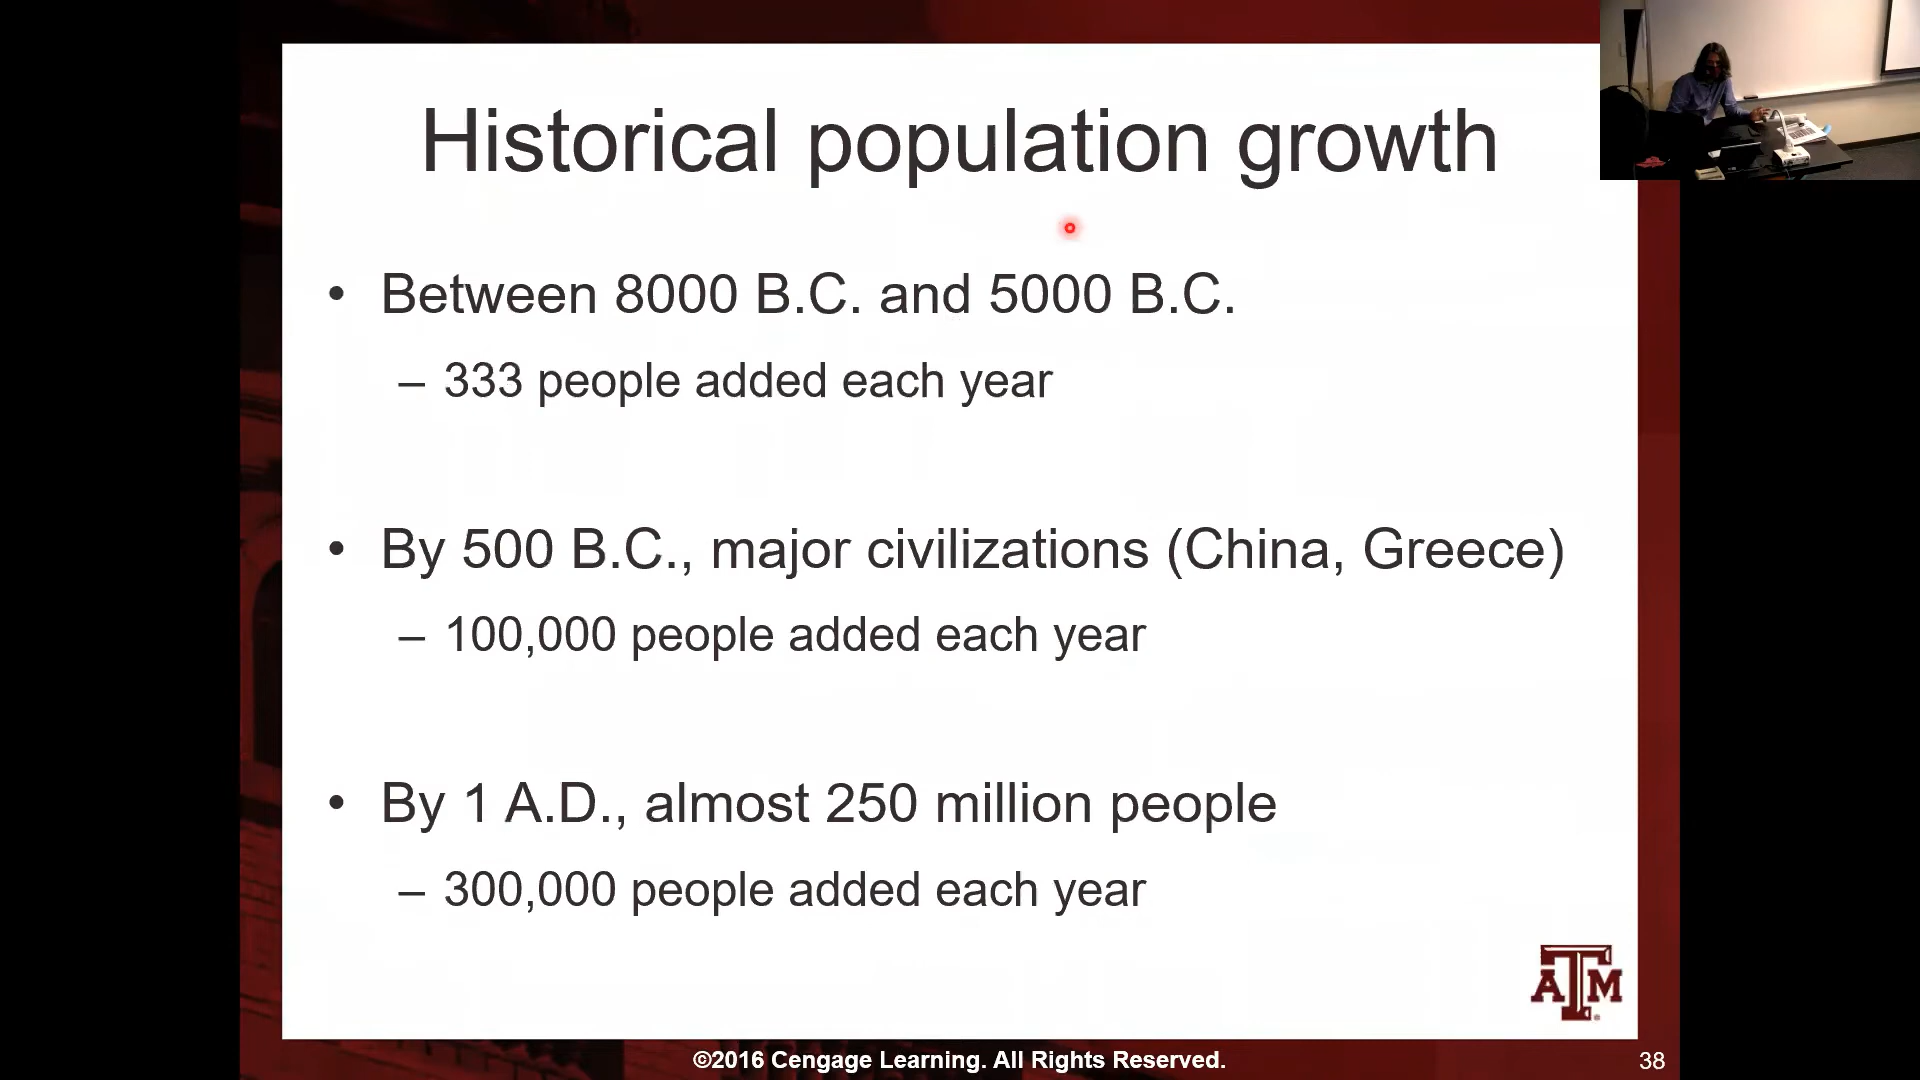 Historical population growth
• Between 8000 B.C. and 5000 B.C.
– 333 people added each year
• By 500 B.C., major civilizations (China, Greece)
– 100,000 people added each year
• By 1 A.D., almost 250 million people
– 300,000 people added each year
ATM
©2016 Cengage Learning. All Rights Reserved.
38